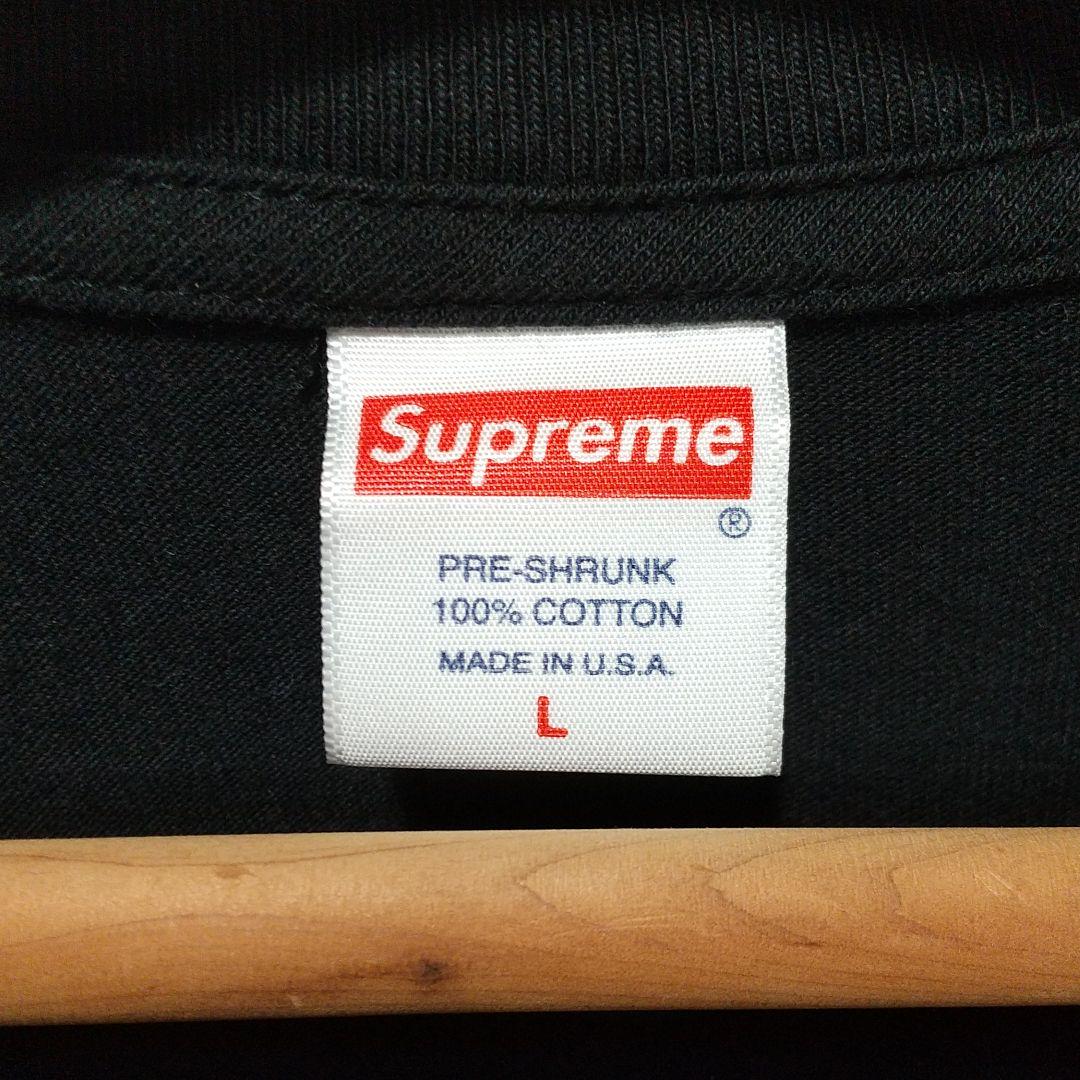 Supreme
®
PRE-SHRUNK
100% COTTON
MADE IN U.S.A.
L